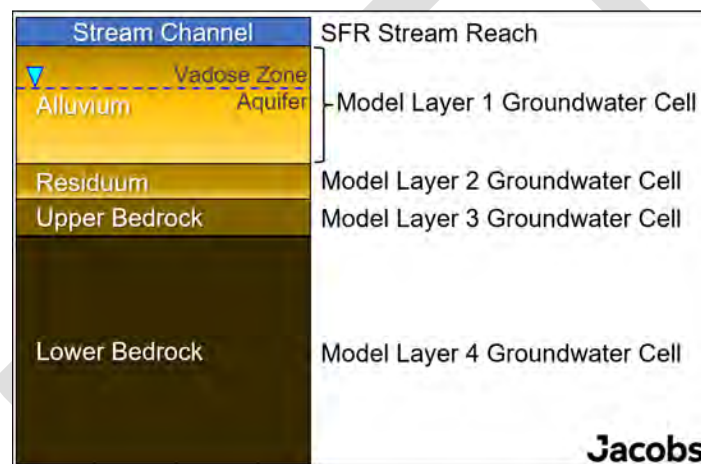 Stream Channel SFR Stream Reach
Vadose Zone
Alluvium Aquifer Model Layer 1 Groundwater Cell
Residuum Model Layer 2 Groundwater Cell
Upper Bedrock Model Layer 3 Groundwater Cell
Lower Bedrock Model Layer 4 Groundwater Cell
Jacobs